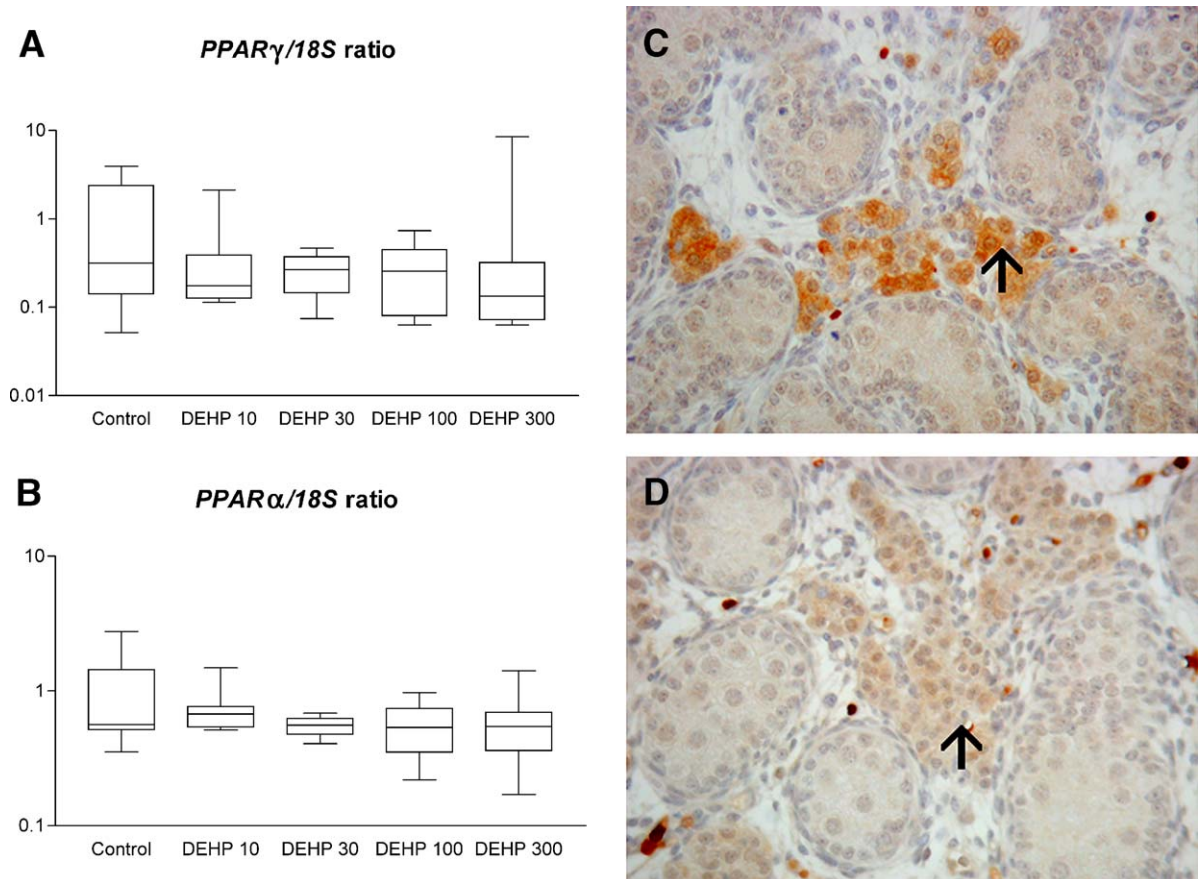 A
PPARγ/18S ratio
10
1
0.1
0.01
Control DEHP 10 DEHP 30 DEHP 100 DEHP 300
B
PPARα/18S ratio
10
1
0.1
Control DEHP 10 DEHP 30 DEHP 100 DEHP 300
C
D